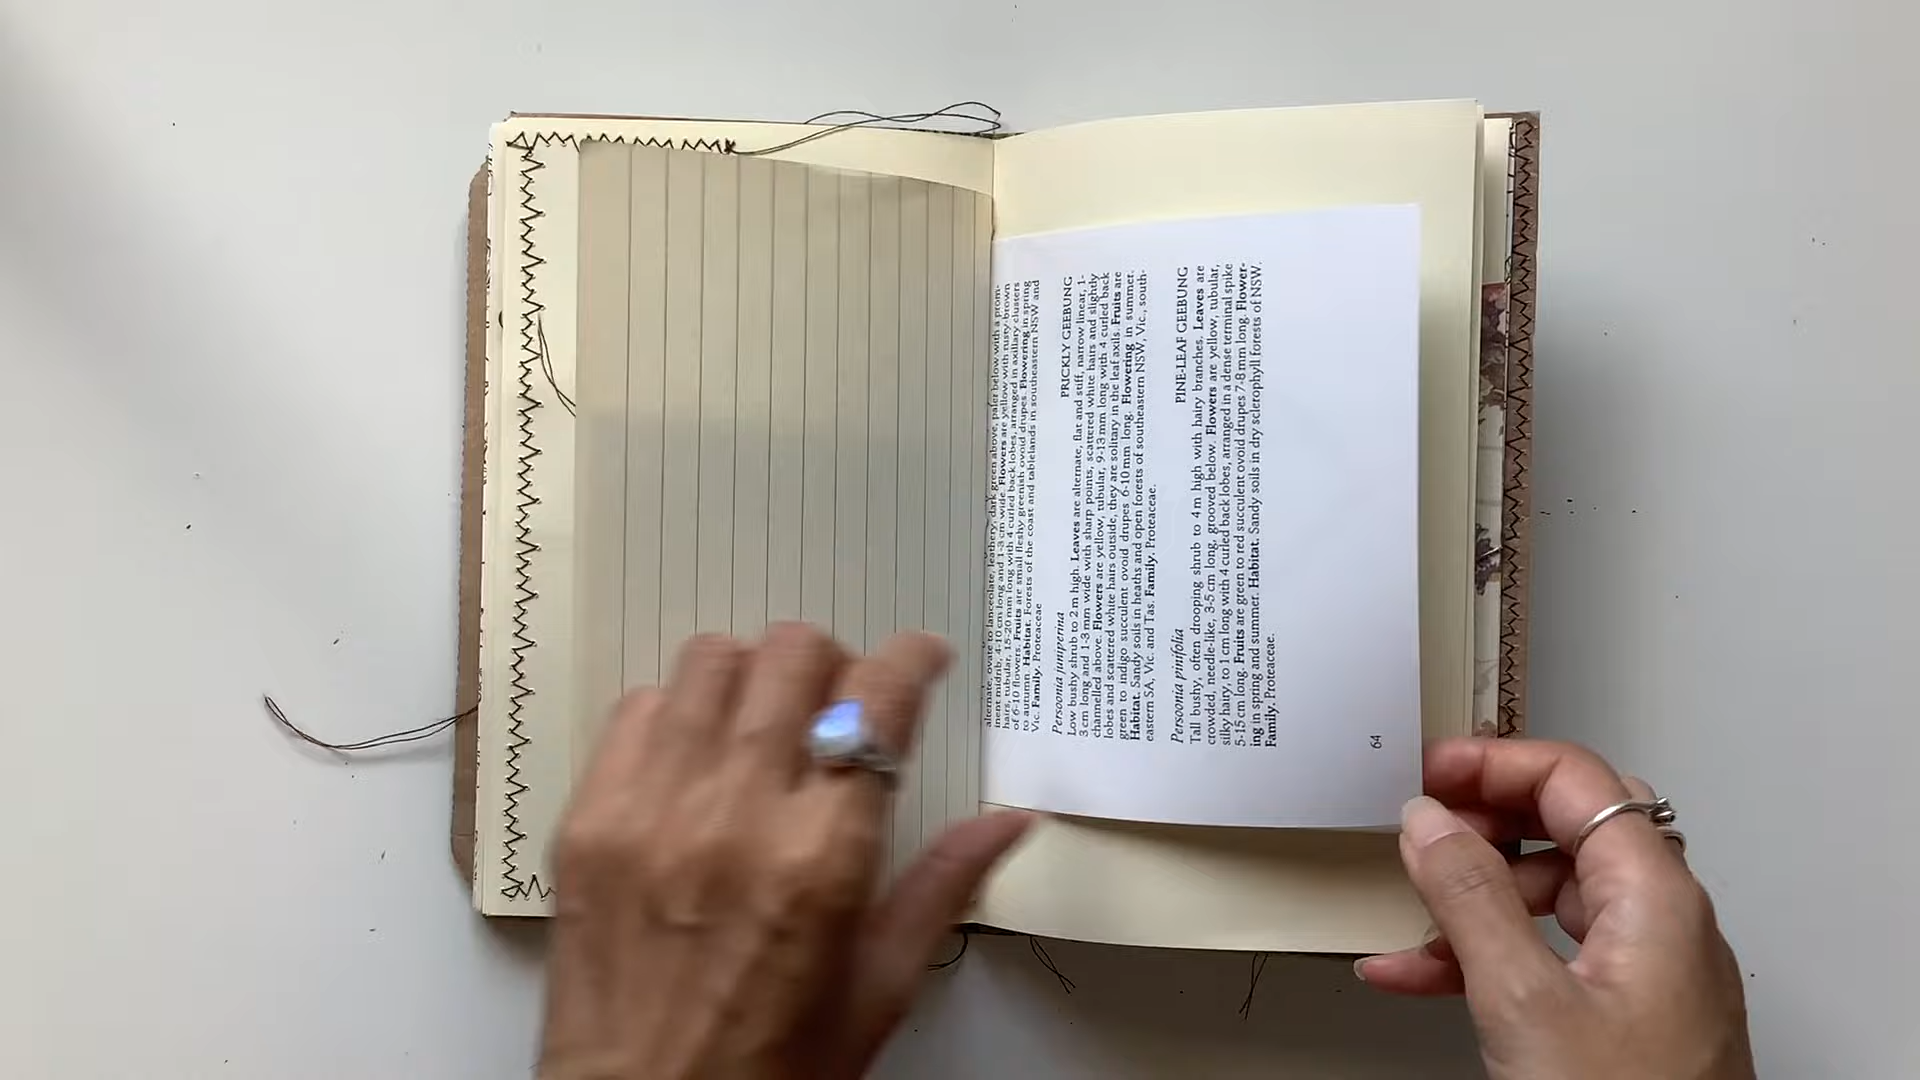 alternate, ovate to lanceolate, leathery, dark green above, paler below with a prom-
inent midrib, 4-10 cm long and 1-3 cm wide. Flowers are yellow with rusty-brown
hairs, tubular, 15-20 mm long with 4 curled back lobes, arranged in axillary clusters
of 6-10 flowers. Fruits are small fleshy greenish ovoid drupes. Flowering in spring
to autumn. Habitat. Forests of the coast and tablelands in southeastern NSW and
Vic. Family. Proteaceae
Persoonia juniperina PRICKLY GEEBUNG
Low bushy shrub to 2 m high. Leaves are alternate, flat and stiff, narrow linear, 1-
3 cm long and 1-3 mm wide with sharp points, scattered white hairs and slightly
channelled above. Flowers are yellow, tubular, 9-13 mm long with 4 curled back
lobes and scattered white hairs outside, they are solitary in the leaf axils. Fruits are
green to indigo succulent ovoid drupes 6-10 mm long. Flowering in summer.
Habitat. Sandy soils in heaths and open forests of southeastern NSW, Vic., south-
eastern SA, Vic. and Tas. Family. Proteaceae.
Persoonia pinifolia PINE-LEAF GEEBUNG
Tall bushy, often drooping shrub to 4 m high with hairy branches. Leaves are
crowded, needle-like, 3-5 cm long, grooved below. Flowers are yellow, tubular,
silky hairy, to 1 cm long with 4 curled back lobes, arranged in a dense terminal spike
5-15 cm long. Fruits are green to red succulent ovoid drupes 7-8 mm long. Flower-
ing in spring and summer. Habitat. Sandy soils in dry sclerophyll forests of NSW.
Family. Proteaceae.
64